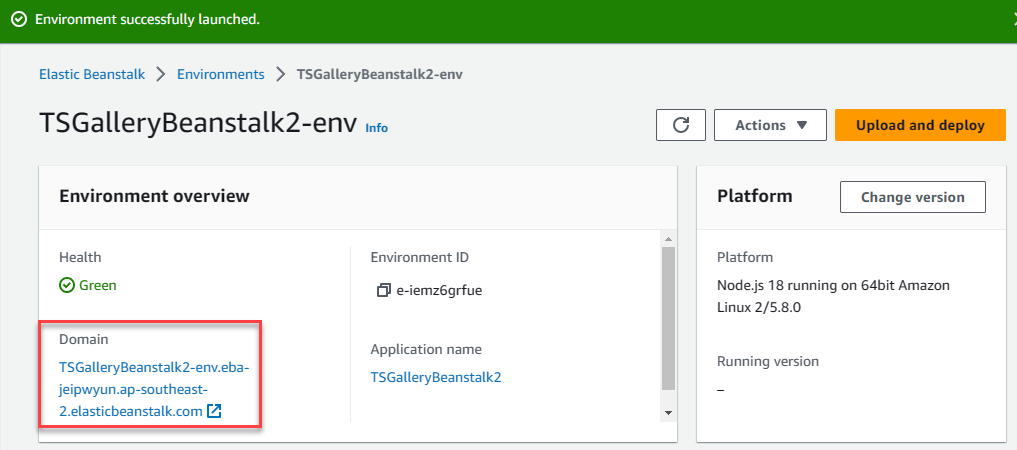 Environment successfully launched.
Elastic Beanstalk > Environments > TSGalleryBeanstalk2-env
TSGalleryBeanstalk2-env Info
Actions
Upload and deploy
Environment overview
Health
Green
Domain
TSGalleryBeanstalk2-env.eba-
jeipwyun.ap-southeast-
2.elasticbeanstalk.com
Environment ID
e-iemz6grfue
Application name
TSGalleryBeanstalk2
Platform
Change version
Platform
Node.js 18 running on 64bit Amazon
Linux 2/5.8.0
Running version
–